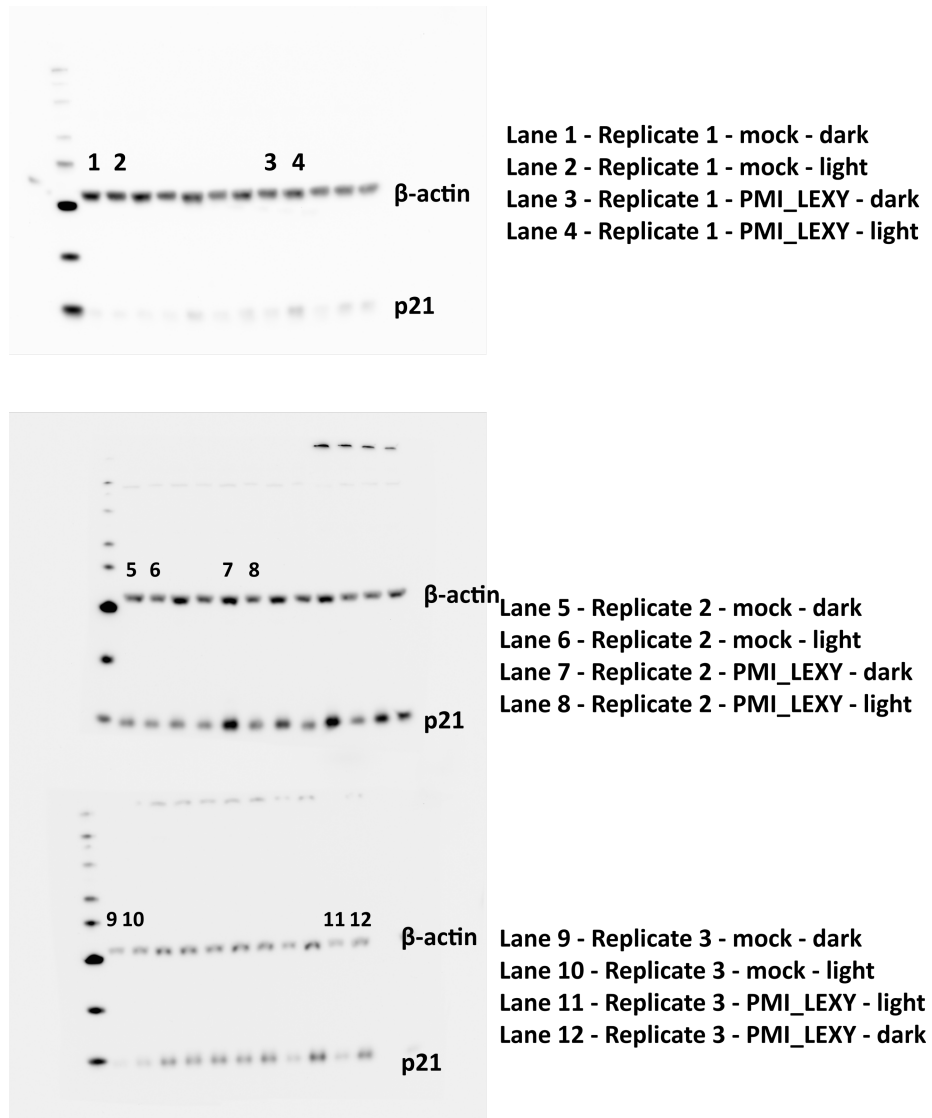 1 2 3 4
β-actin
p21
Lane 1 - Replicate 1 - mock - dark
Lane 2 - Replicate 1 - mock - light
Lane 3 - Replicate 1 - PMI_LEXY - dark
Lane 4 - Replicate 1 - PMI_LEXY - light
5 6 7 8
β-actin
p21
Lane 5 - Replicate 2 - mock - dark
Lane 6 - Replicate 2 - mock - light
Lane 7 - Replicate 2 - PMI_LEXY - dark
Lane 8 - Replicate 2 - PMI_LEXY - light
9 10 11 12
β-actin
p21
Lane 9 - Replicate 3 - mock - dark
Lane 10 - Replicate 3 - mock - light
Lane 11 - Replicate 3 - PMI_LEXY - light
Lane 12 - Replicate 3 - PMI_LEXY - dark